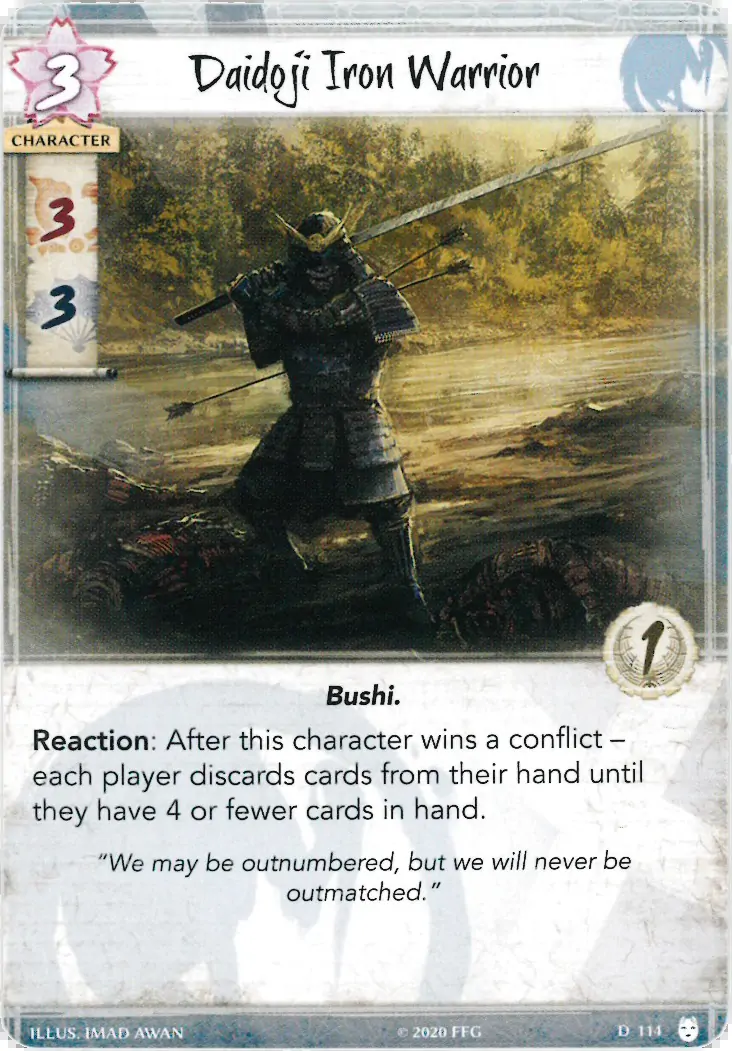 3
Daidoji Iron Warrior
CHARACTER
3
3
1
Bushi.
Reaction: After this character wins a conflict –
each player discards cards from their hand until
they have 4 or fewer cards in hand.
"We may be outnumbered, but we will never be
outmatched."
ILLUS. IMAD AWAN © 2020 FFG D 114